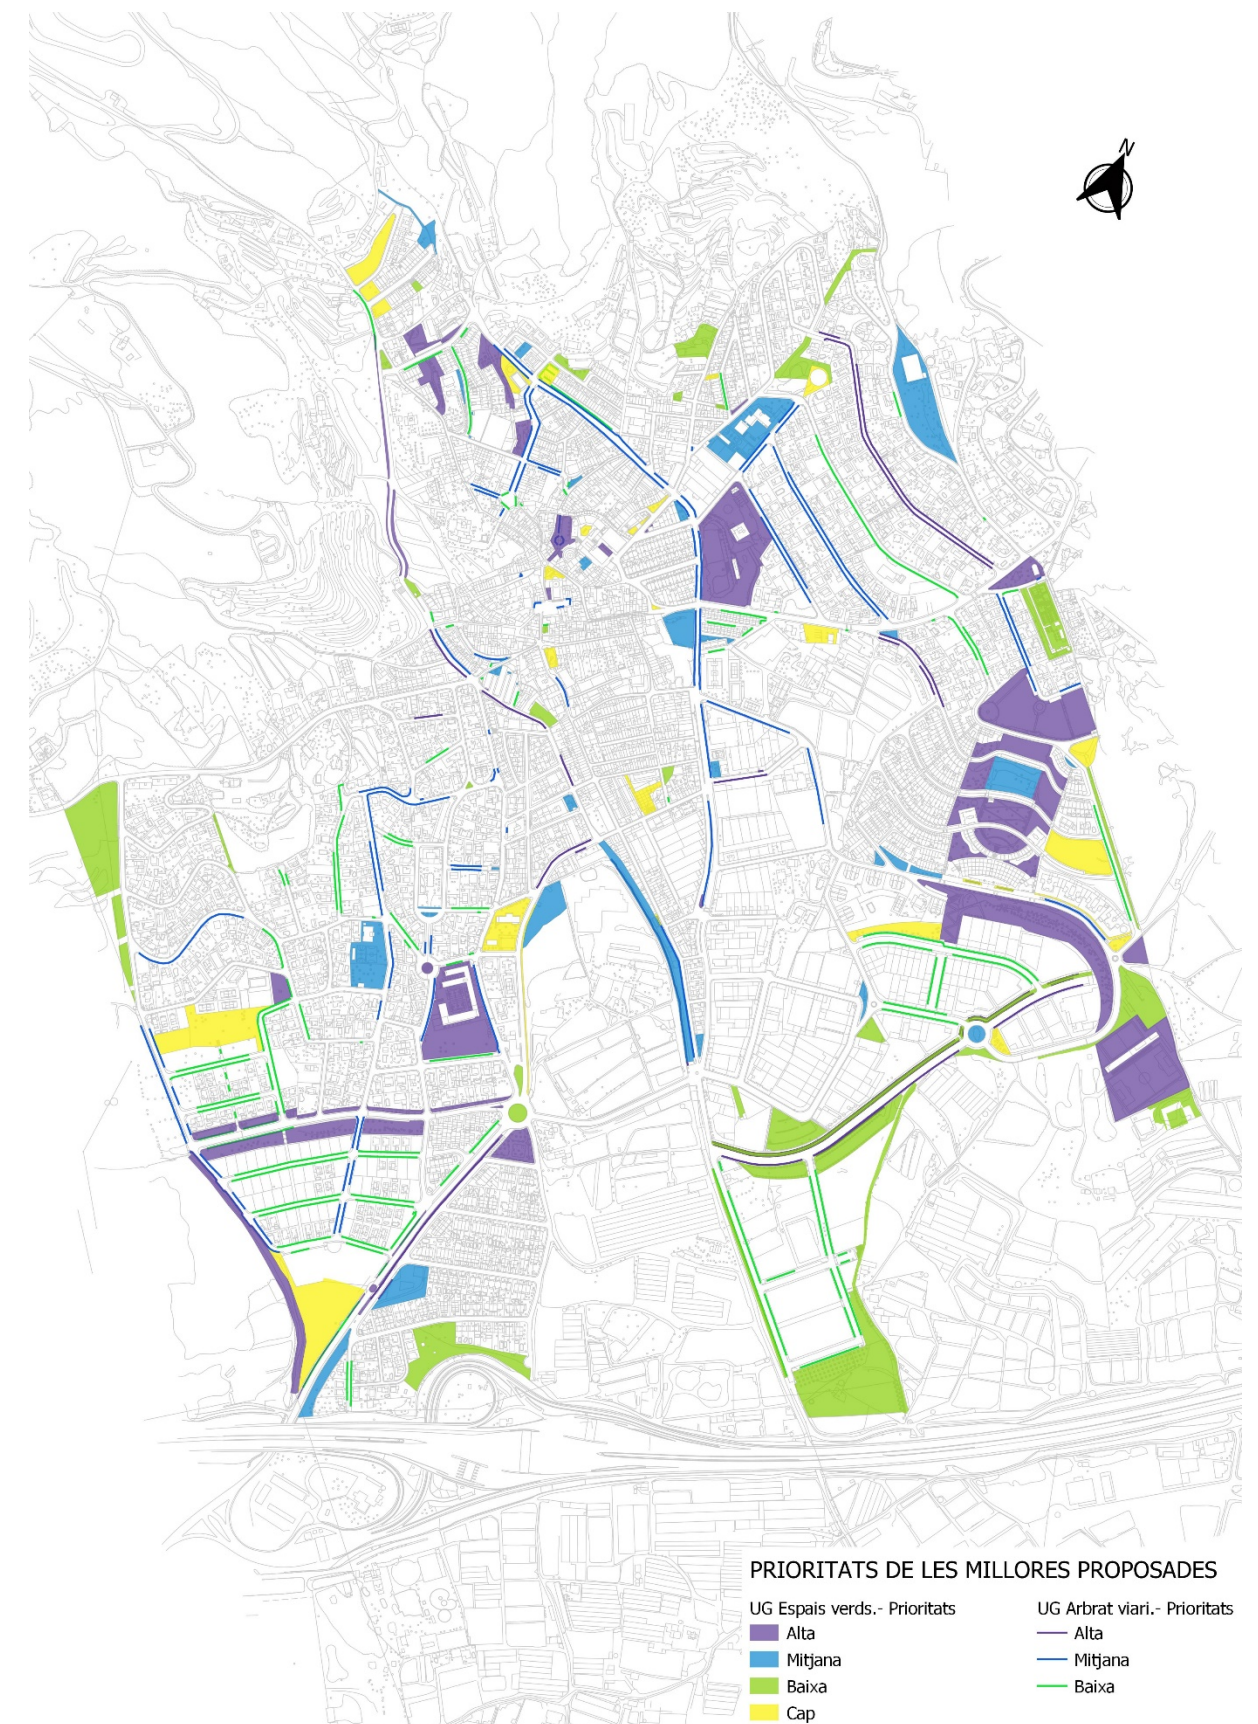 N
PRIORITATS DE LES MILLORES PROPOSADES
UG Espais verds.- Prioritats
Alta
Mitjana
Baixa
Cap
UG Arbrat viari.- Prioritats
Alta
Mitjana
Baixa